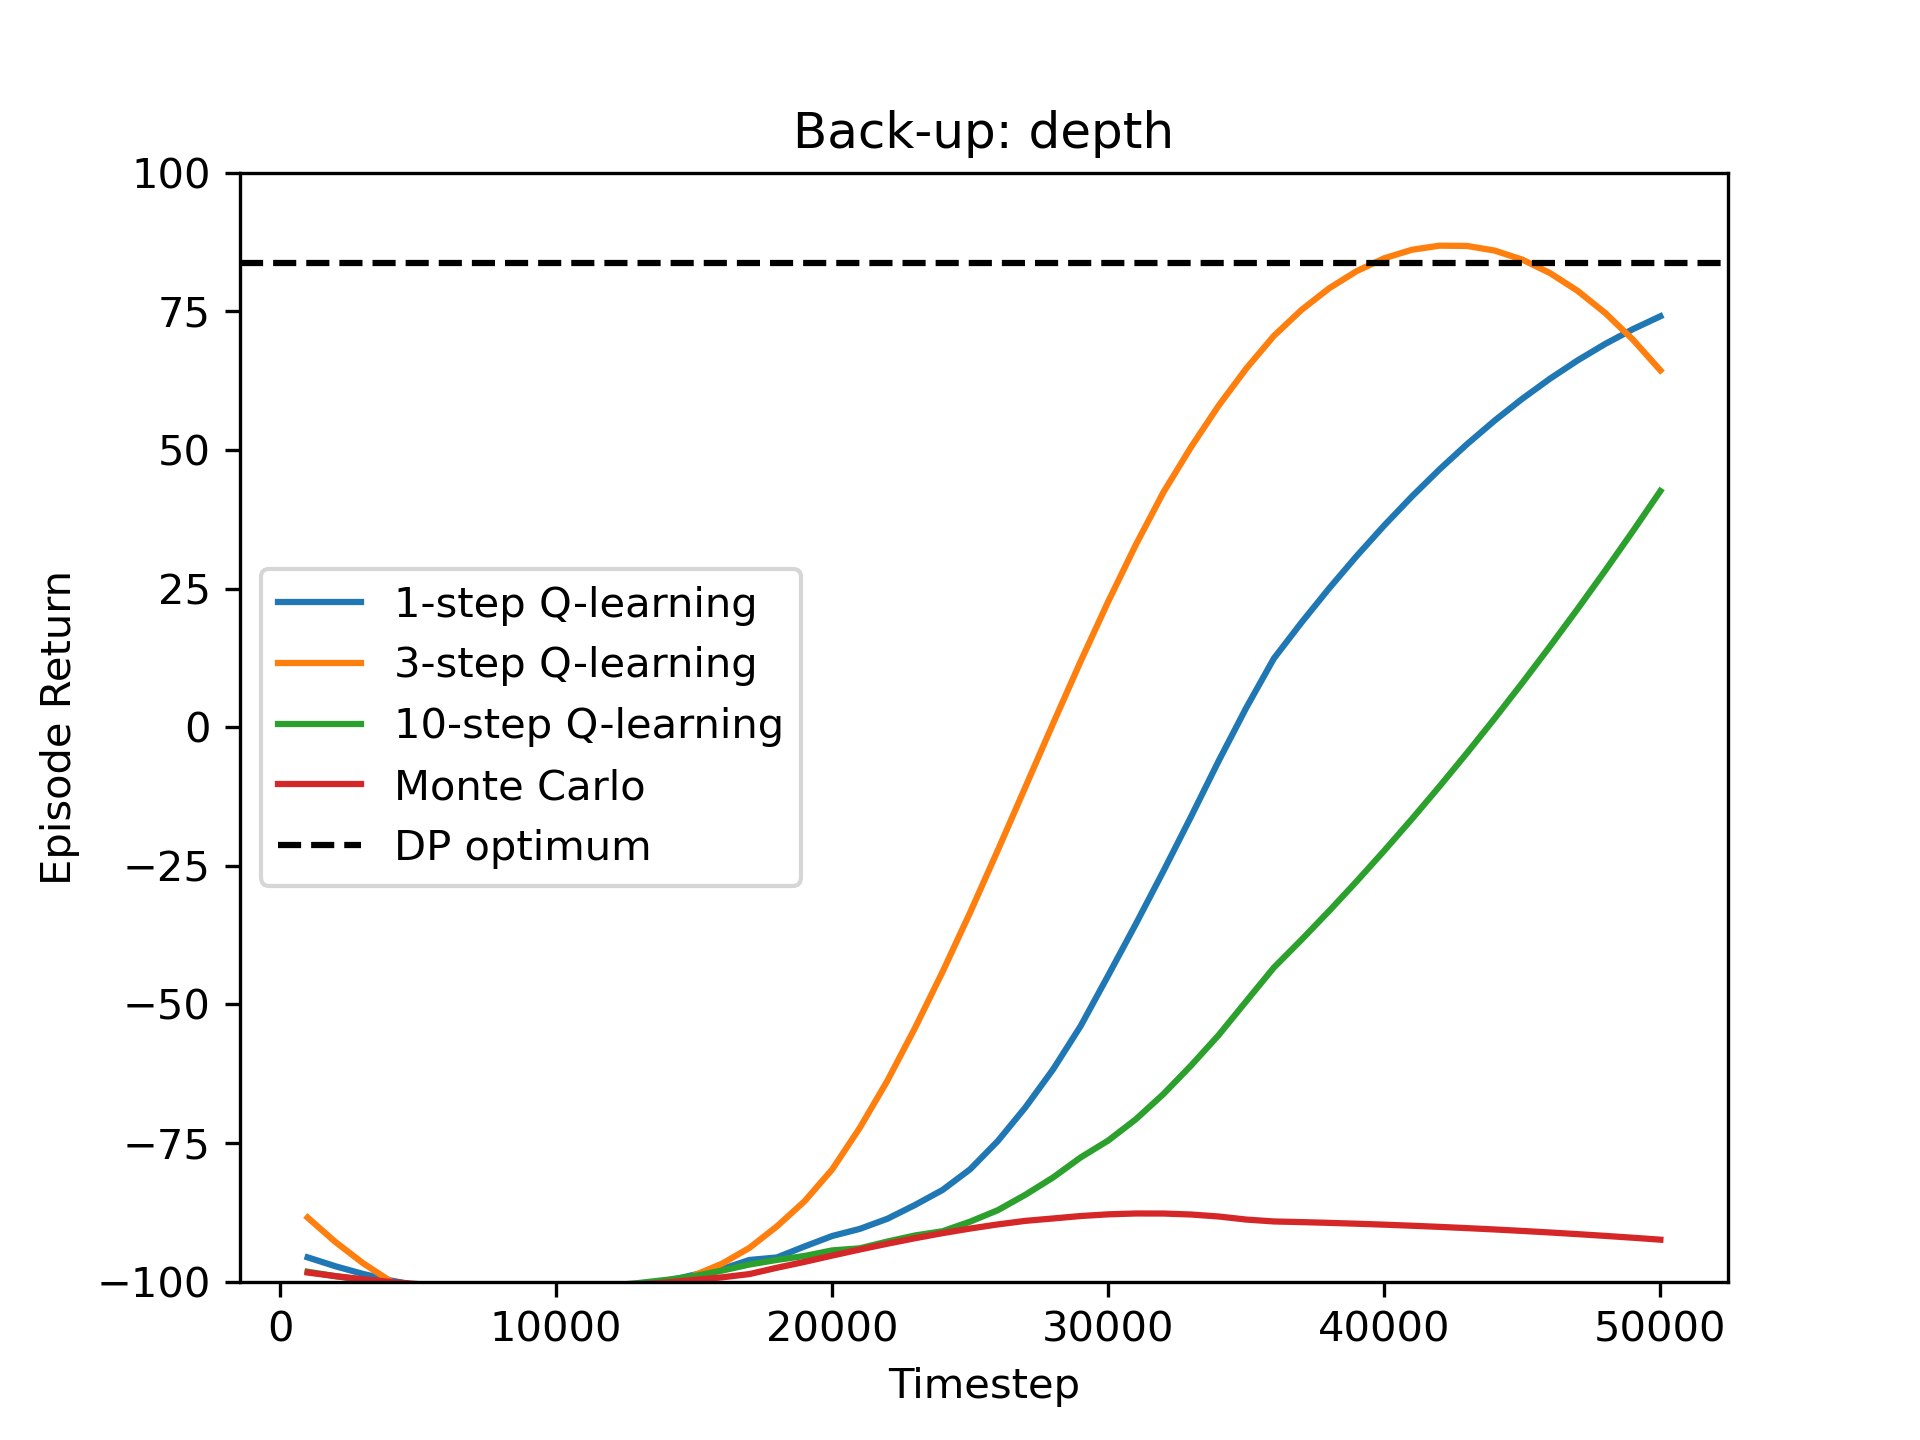 Back-up: depth
100
75
50
25
0
−25
−50
−75
−100
Episode Return
1-step Q-learning
3-step Q-learning
10-step Q-learning
Monte Carlo
DP optimum
0 10000 20000 30000 40000 50000
Timestep